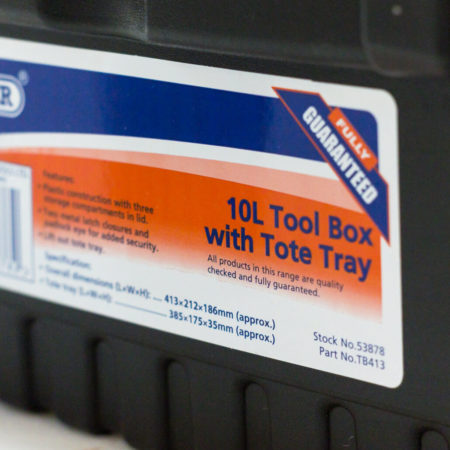 R®
FULLY
GUARANTEED
10L Tool Box
with Tote Tray
All products in this range are quality
checked and fully guaranteed.
Features:
• Plastic construction with three
storage compartments in lid.
• Two metal latch closures and
padlock eye for added security.
• Lift out tote tray.
Specification:
• Overall dimensions (L×W×H): .... 413×212×186mm (approx.)
• Tote tray (L×W×H): .................... 385×175×35mm (approx.)
Stock No.53878
Part No.TB413